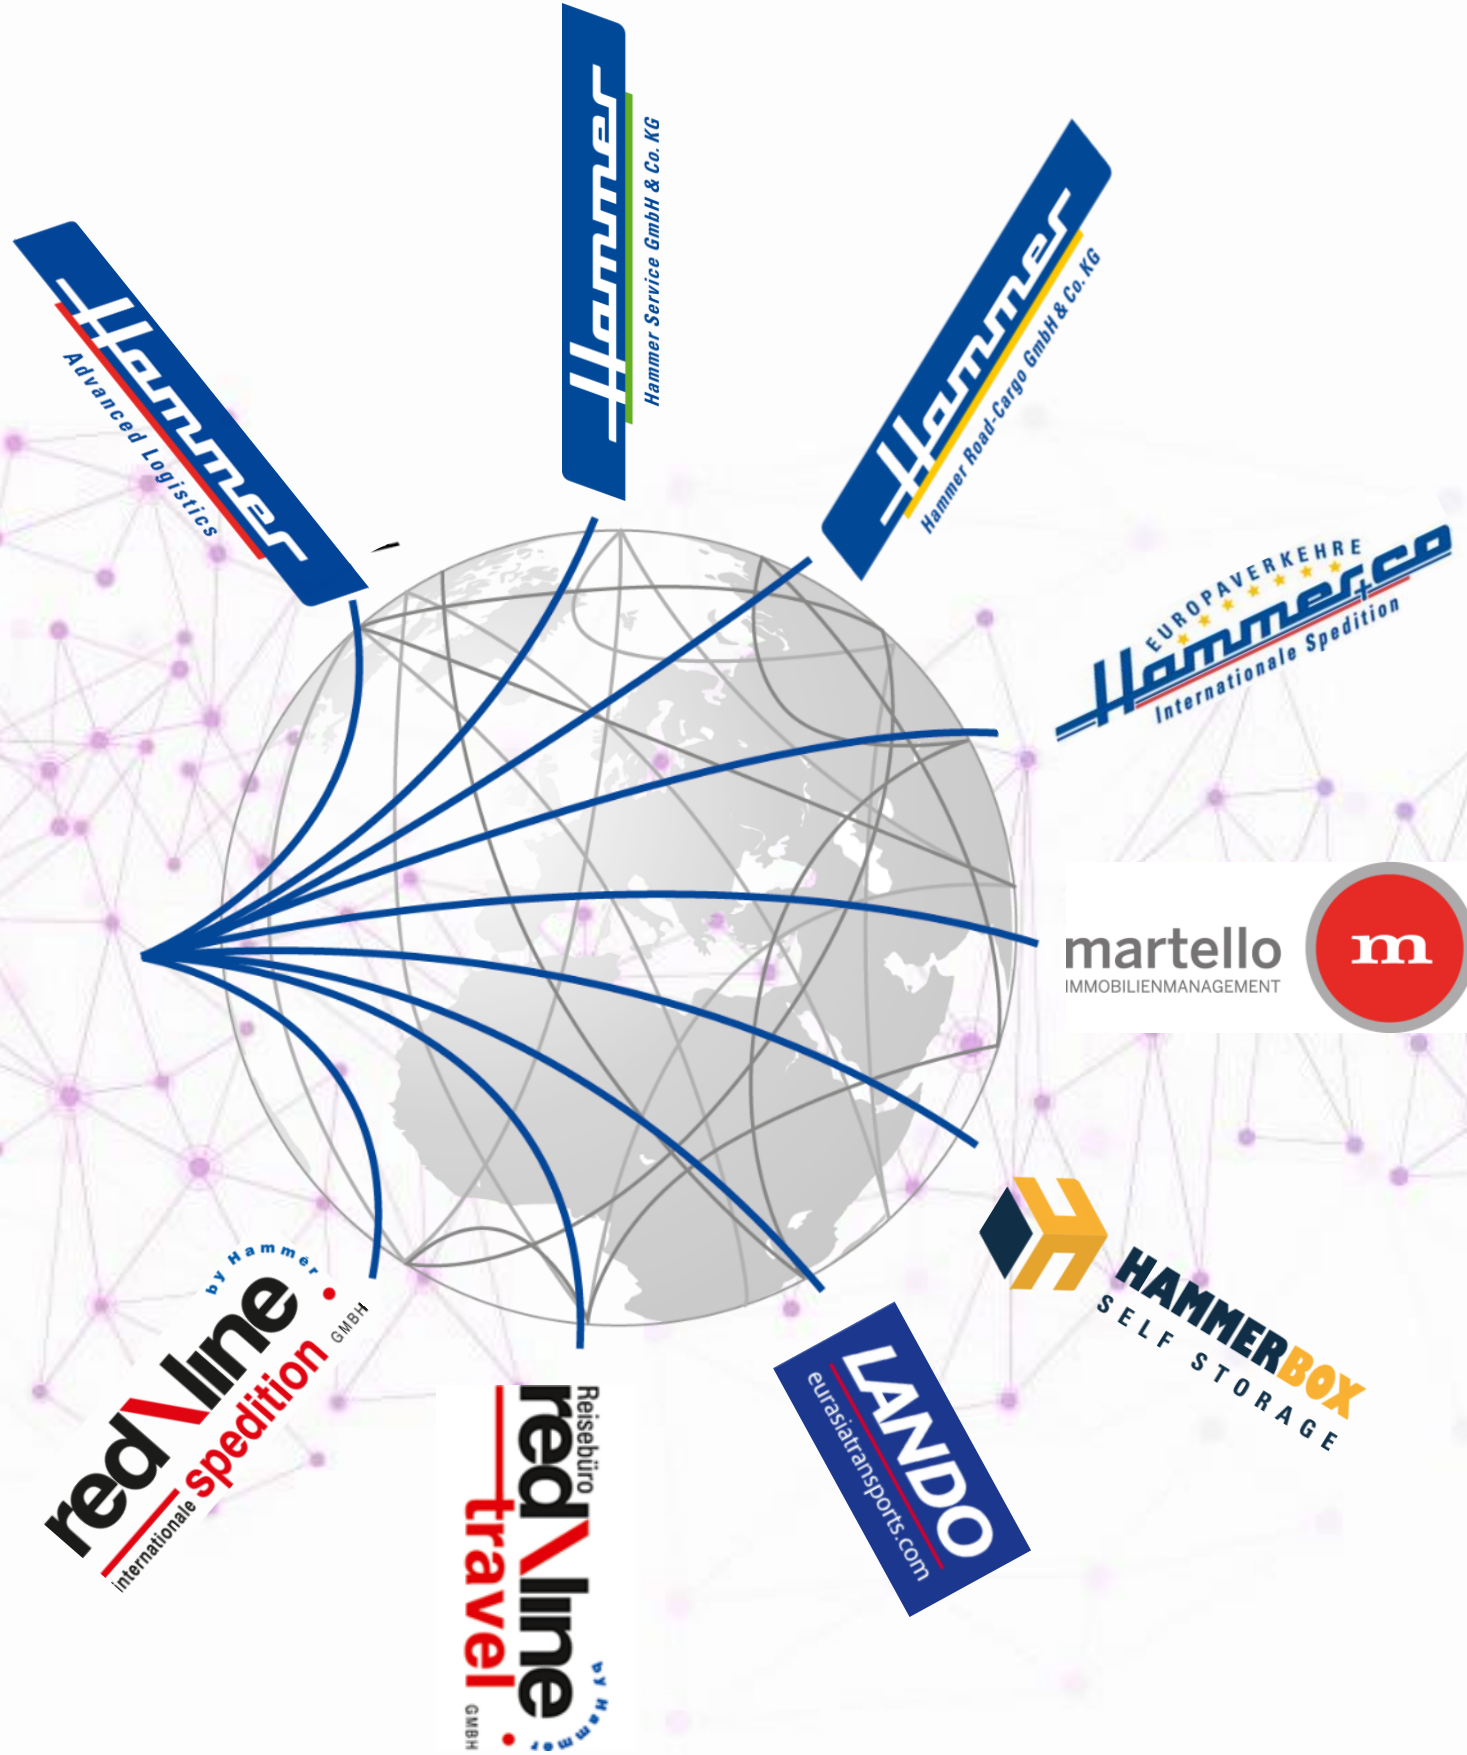 Hammer
Advanced Logistics
Hammer
Hammer Service GmbH & Co. KG
Hammer
Hammer Road-Cargo GmbH & Co. KG
EUROPAVERKEHRE
Hammer+co
Internationale Spedition
martello
IMMOBILIENMANAGEMENT
m
HAMMERBOX
SELF STORAGE
LANDO
eurasiatransports.com
Reisebüro
red line
travel
by Hammer
GMBH
by Hammer
red line
internationale spedition
GMBH